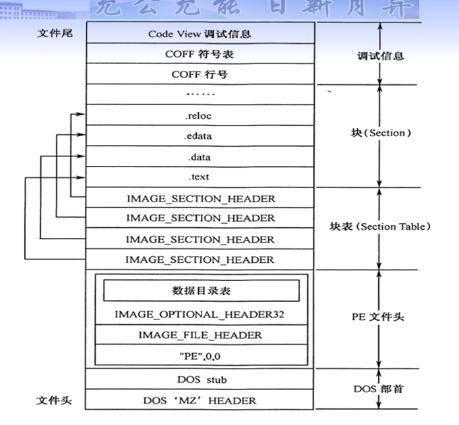 允公允能 日新月异
文件尾
Code View 调试信息
COFF 符号表
COFF 行号
调试信息
······
.reloc
.edata
.data
.text
块(Section)
IMAGE_SECTION_HEADER
IMAGE_SECTION_HEADER
IMAGE_SECTION_HEADER
IMAGE_SECTION_HEADER
块表(Section Table)
数据目录表
IMAGE_OPTIONAL_HEADER32
IMAGE_FILE_HEADER
"PE",0,0
PE 文件头
DOS stub
DOS ‘MZ’ HEADER
DOS 部首
文件头